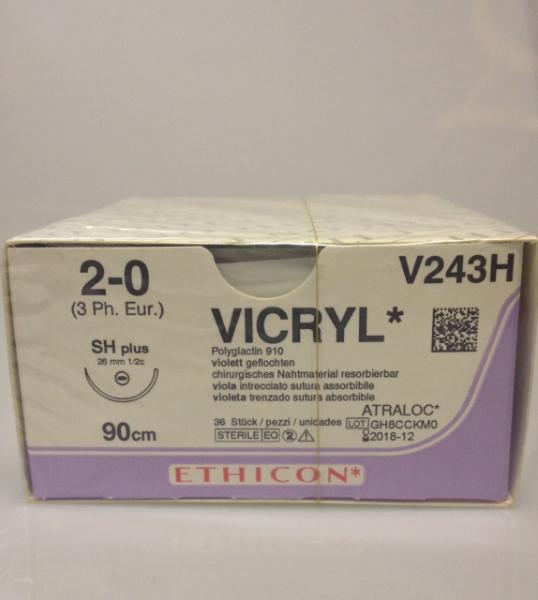 2-0
(3 Ph. Eur.)
SH plus
26 mm 1/2c
90cm
V243H
VICRYL*
Polyglactin 910
violett geflochten
chirurgisches Nahtmaterial resorbierbar
viola intrecciato sutura assorbibile
violeta trenzado sutura absorbible
36 Stück / pezzi / unidades
STERILE EO
ATRALOC*
LOT GH8CCKM0
2018-12
ETHICON*